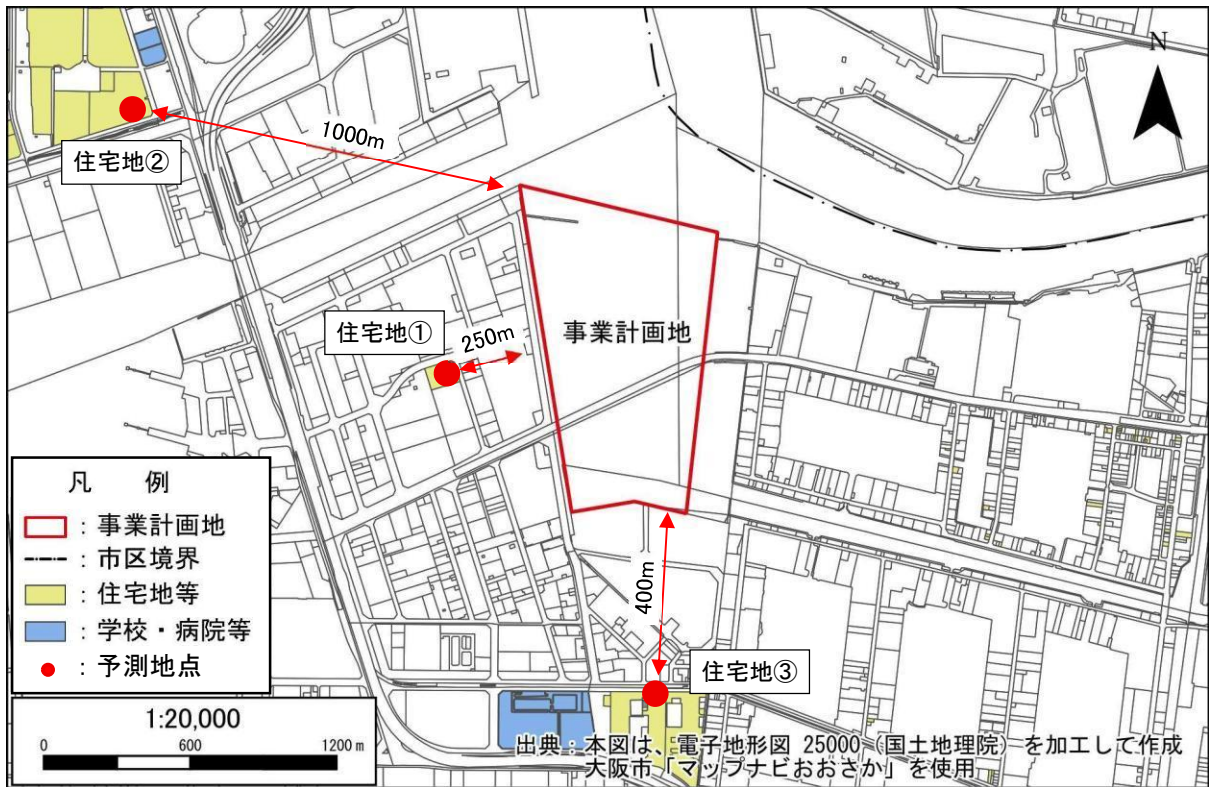 N
1000m
住宅地②
住宅地①
250m
事業計画地
凡 例
：事業計画地
：市区境界
：住宅地等
：学校・病院等
：予測地点
400m
住宅地③
1:20,000
0 600 1200 m
出典：本図は、電子地形図 25000（国土地理院）を加工して作成
大阪市「マップナビおおさか」を使用